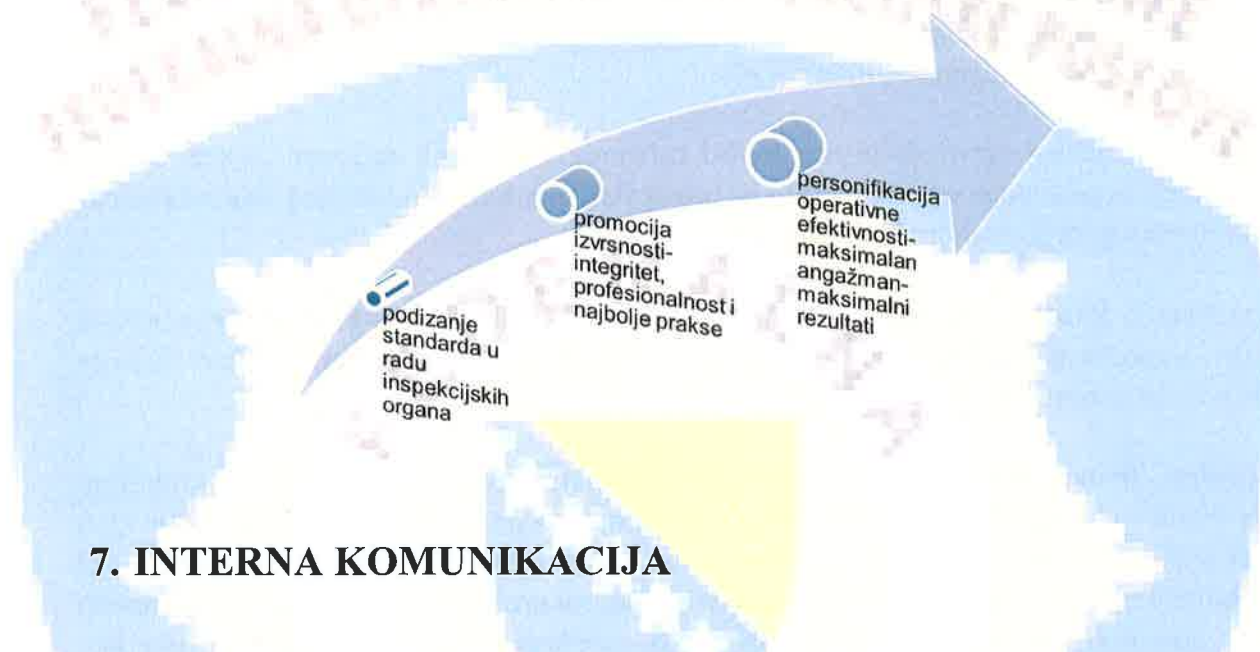 podizanje
standarda u
radu
inspekcijskih
organa
promocija
izvrsnosti-
integritet,
profesionalnost i
najbolje prakse
personifikacija
operativne
efektivnosti-
maksimalan
angažman-
maksimalni
rezultati
7. INTERNA KOMUNIKACIJA